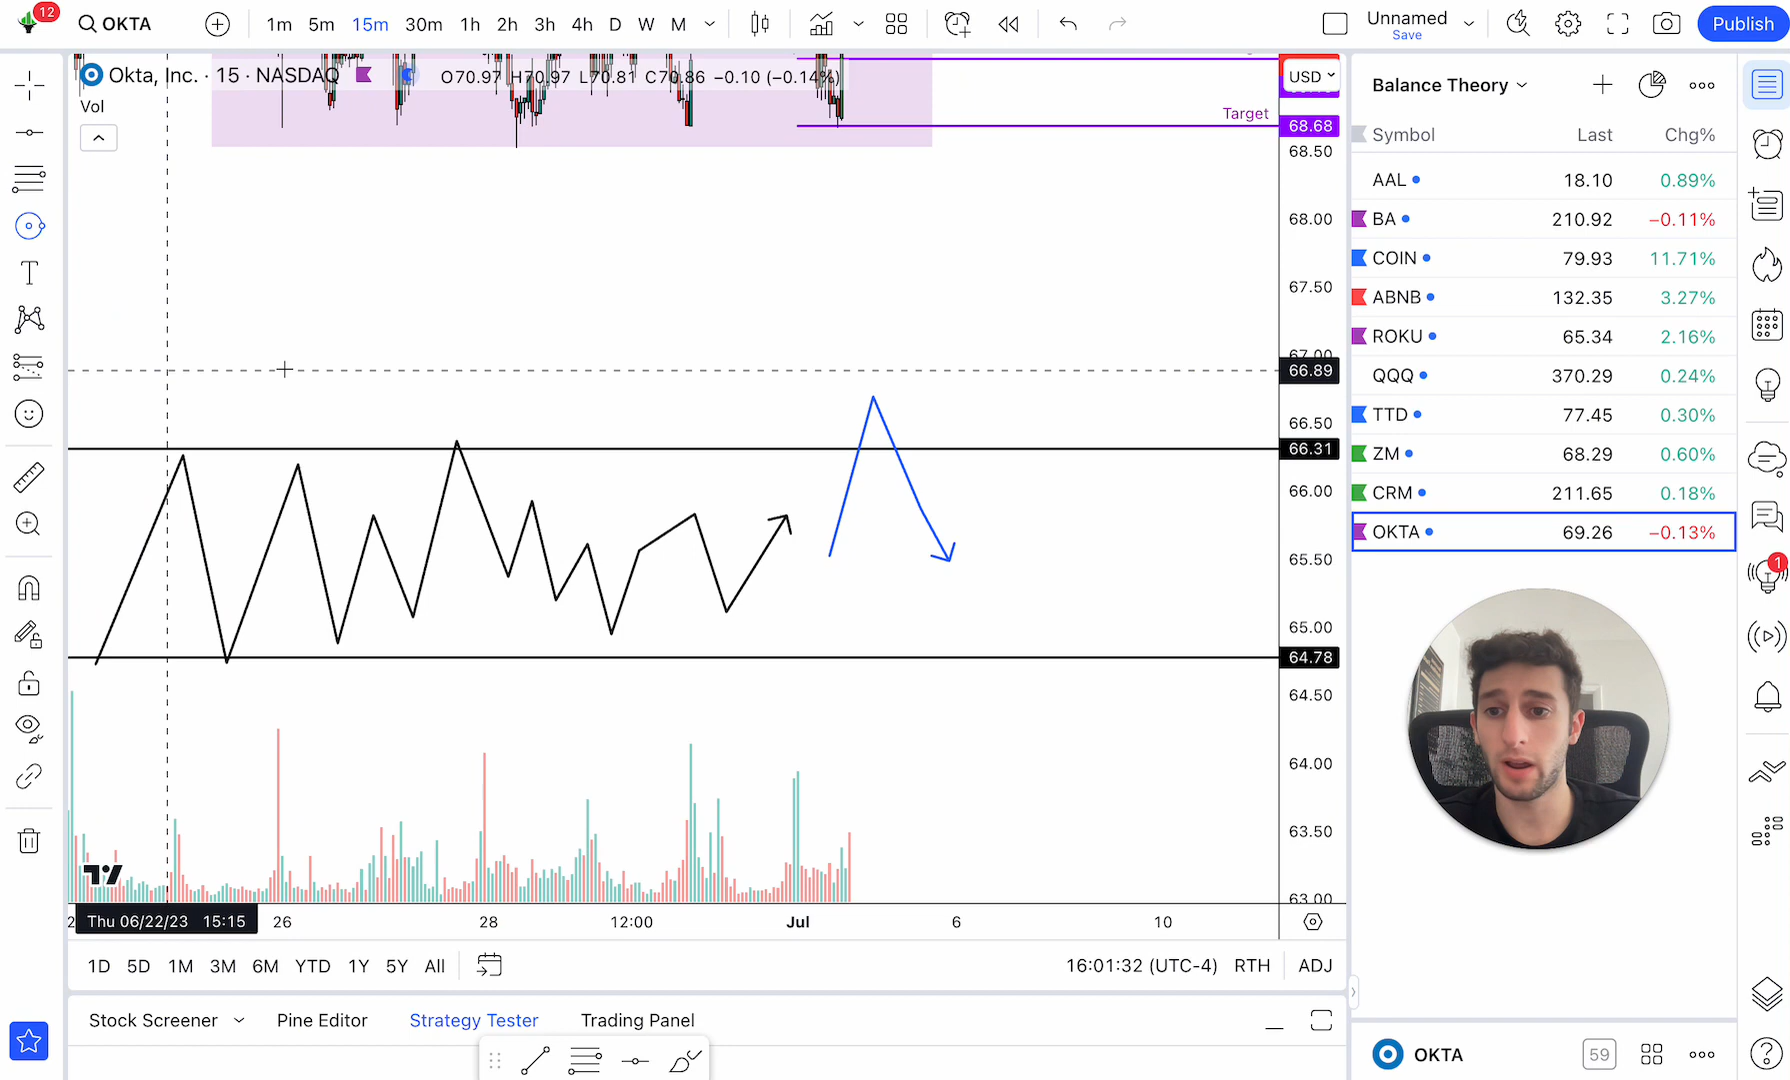 12
OKTA
1m 5m 15m 30m 1h 2h 3h 4h D W M
Unnamed
Save
Publish
Okta, Inc. · 15 · NASDAQ
O70.97 H70.97 L70.81 C70.86 −0.10 (−0.14%)
Vol
USD
Target
68.68
68.50
68.00
67.50
67.00
66.89
66.50
66.31
66.00
65.50
65.00
64.78
64.50
64.00
63.50
63.00
Thu 06/22/23 15:15
26
28
12:00
Jul
6
10
1D 5D 1M 3M 6M YTD 1Y 5Y All
16:01:32 (UTC-4) RTH ADJ
Stock Screener Pine Editor Strategy Tester Trading Panel
Balance Theory
Symbol Last Chg%
AAL 18.10 0.89%
BA 210.92 −0.11%
COIN 79.93 11.71%
ABNB 132.35 3.27%
ROKU 65.34 2.16%
QQQ 370.29 0.24%
TTD 77.45 0.30%
ZM 68.29 0.60%
CRM 211.65 0.18%
OKTA 69.26 −0.13%
1
OKTA
59